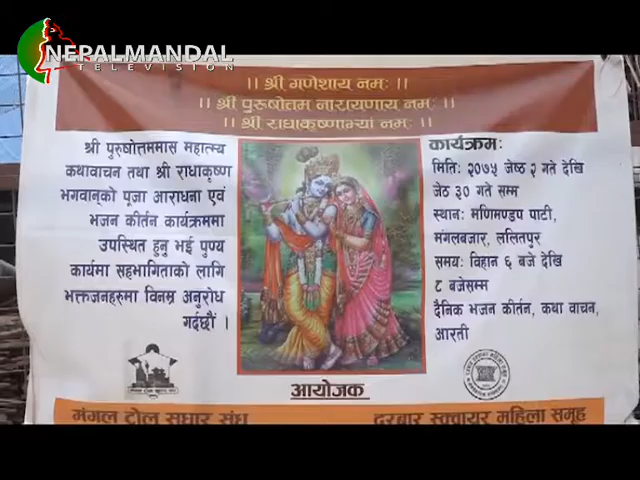 NEPALMANDAL
TELEVISION
।। श्री गणेशाय नमः ।।
।। श्री पुरुषोत्तम नारायणाय नमः ।।
।। श्री राधाकृष्णाभ्यां नमः ।।
श्री पुरुषोत्तममास महात्म्य
कथावाचन तथा श्री राधाकृष्ण
भगवान्को पूजा आराधना एवं
भजन कीर्तन कार्यक्रममा
उपस्थित हुनु भई पुण्य
कार्यमा सहभागिताको लागि
भक्तजनहरुमा विनम्र अनुरोध
गर्दछौं ।
कार्यक्रमः
मितिः २०७५ जेष्ठ २ गते देखि
जेठ ३० गते सम्म
स्थानः मणिमण्डप पाटी,
मंगलबजार, ललितपुर
समयः विहान ६ बजे देखि
८ बजेसम्म
दैनिक भजन कीर्तन, कथा वाचन,
आरती
आयोजक
मंगल टोल सुधार संघ
दरबार स्क्वायर महिला समूह